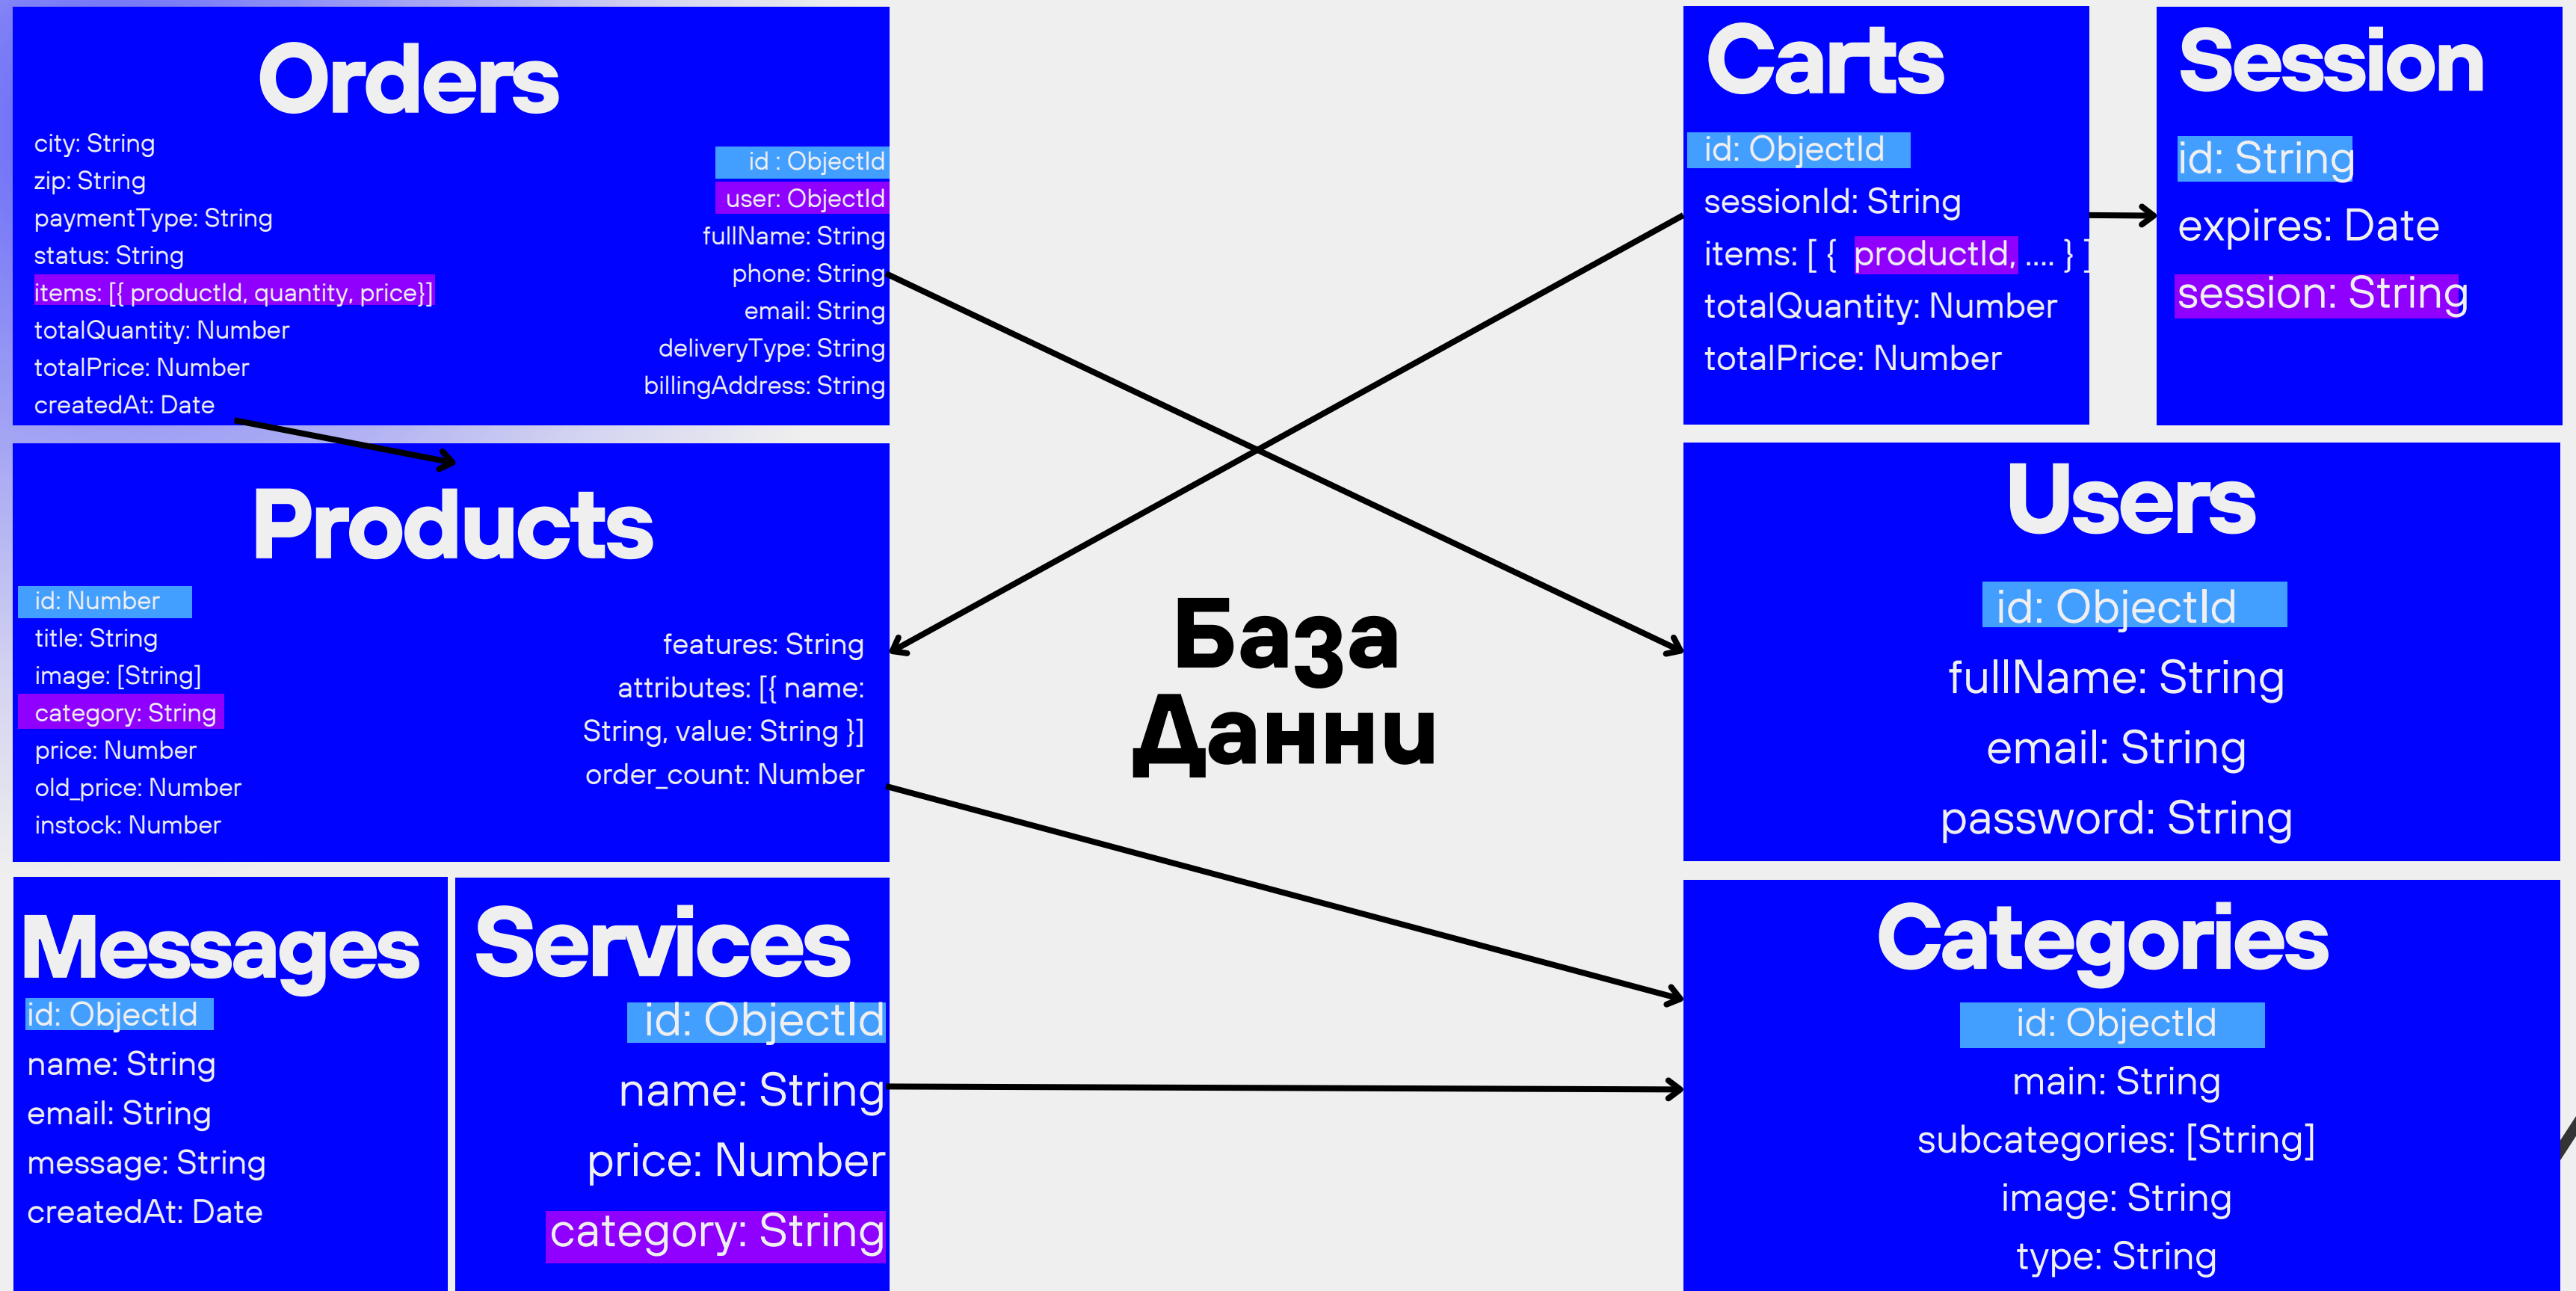 Orders
city: String
zip: String
paymentType: String
status: String
items: [{ productId, quantity, price}]
totalQuantity: Number
totalPrice: Number
createdAt: Date
id : ObjectId
user: ObjectId
fullName: String
phone: String
email: String
deliveryType: String
billingAddress: String
Carts
id: ObjectId
sessionId: String
items: [ { productId, .... } ]
totalQuantity: Number
totalPrice: Number
Session
id: String
expires: Date
session: String
Products
id: Number
title: String
image: [String]
category: String
price: Number
old_price: Number
instock: Number
features: String
attributes: [{ name:
String, value: String }]
order_count: Number
База
Данни
Users
id: ObjectId
fullName: String
email: String
password: String
Messages
id: ObjectId
name: String
email: String
message: String
createdAt: Date
Services
id: ObjectId
name: String
price: Number
category: String
Categories
id: ObjectId
main: String
subcategories: [String]
image: String
type: String